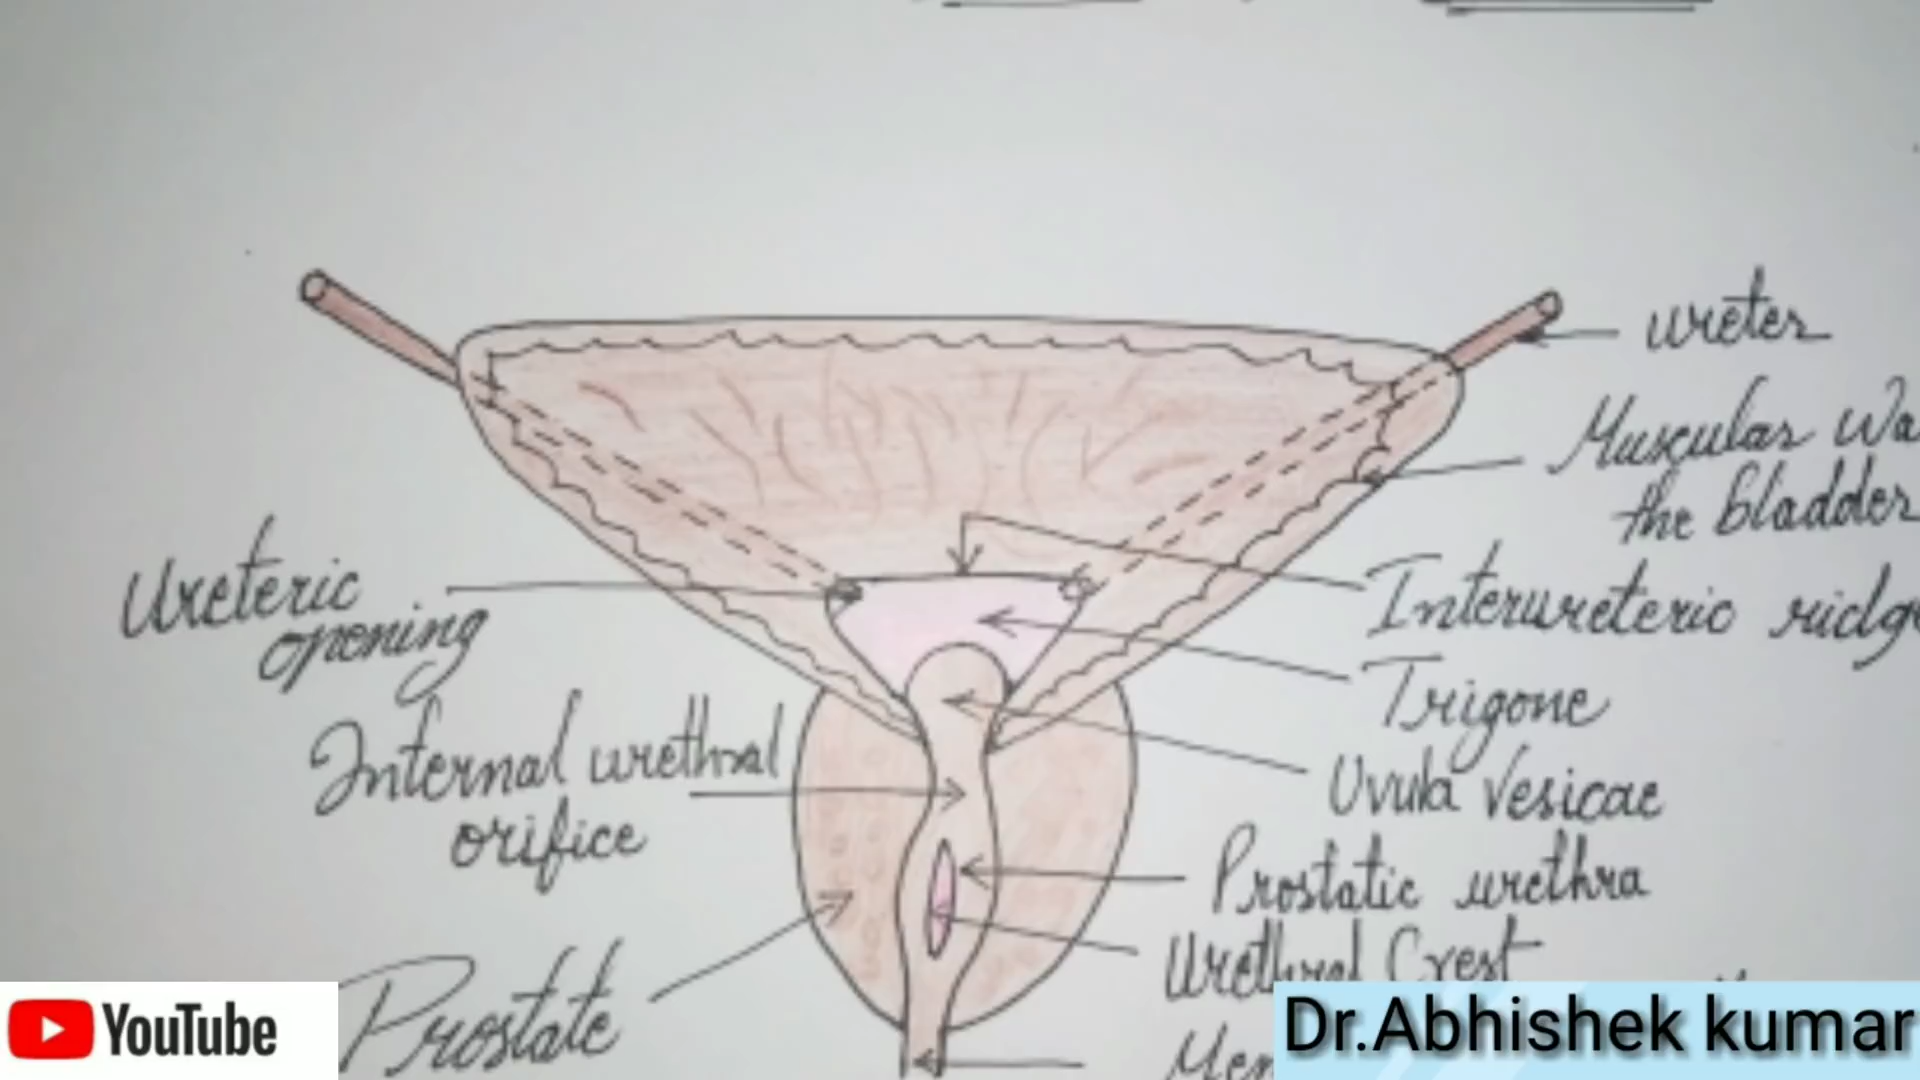 ureter
Muscular Wa
the bladder
Interureteric ridge
Trigone
Uvula Vesicae
Prostatic urethra
Urethral Crest
Ureteric
opening
Internal urethral
orifice
Prostate
YouTube
Dr.Abhishek kumar